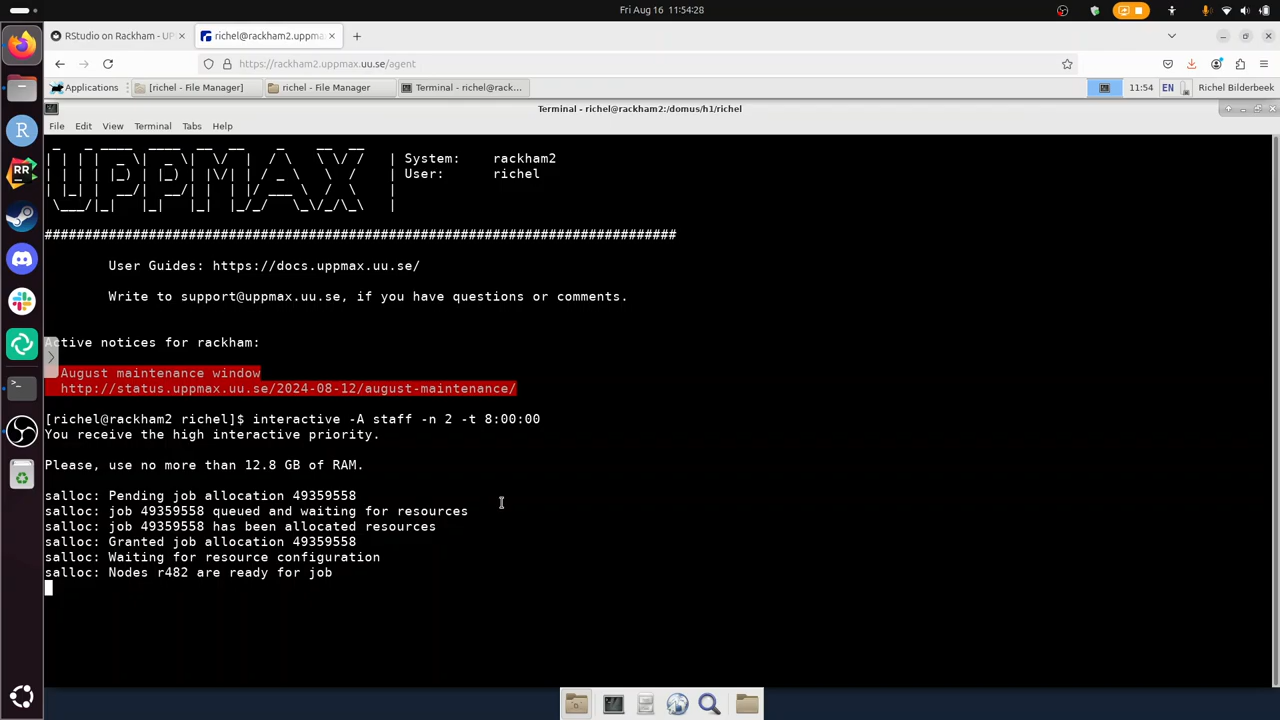 Fri Aug 16 11:54:28
RStudio on Rackham - UP
richel@rackham2.uppma
https://rackham2.uppmax.uu.se/agent
Applications
[richel - File Manager]
richel - File Manager
Terminal - richel@rack...
11:54
EN
Richel Bilderbeek
Terminal - richel@rackham2:/domus/h1/richel
File Edit View Terminal Tabs Help
UPPMAX
| System: rackham2
| User: richel
#
User Guides: https://docs.uppmax.uu.se/
Write to support@uppmax.uu.se, if you have questions or comments.
Active notices for rackham:
August maintenance window
http://status.uppmax.uu.se/2024-08-12/august-maintenance/
[richel@rackham2 richel]$ interactive -A staff -n 2 -t 8:00:00
You receive the high interactive priority.
Please, use no more than 12.8 GB of RAM.
salloc: Pending job allocation 49359558
salloc: job 49359558 queued and waiting for resources
salloc: job 49359558 has been allocated resources
salloc: Granted job allocation 49359558
salloc: Waiting for resource configuration
salloc: Nodes r482 are ready for job